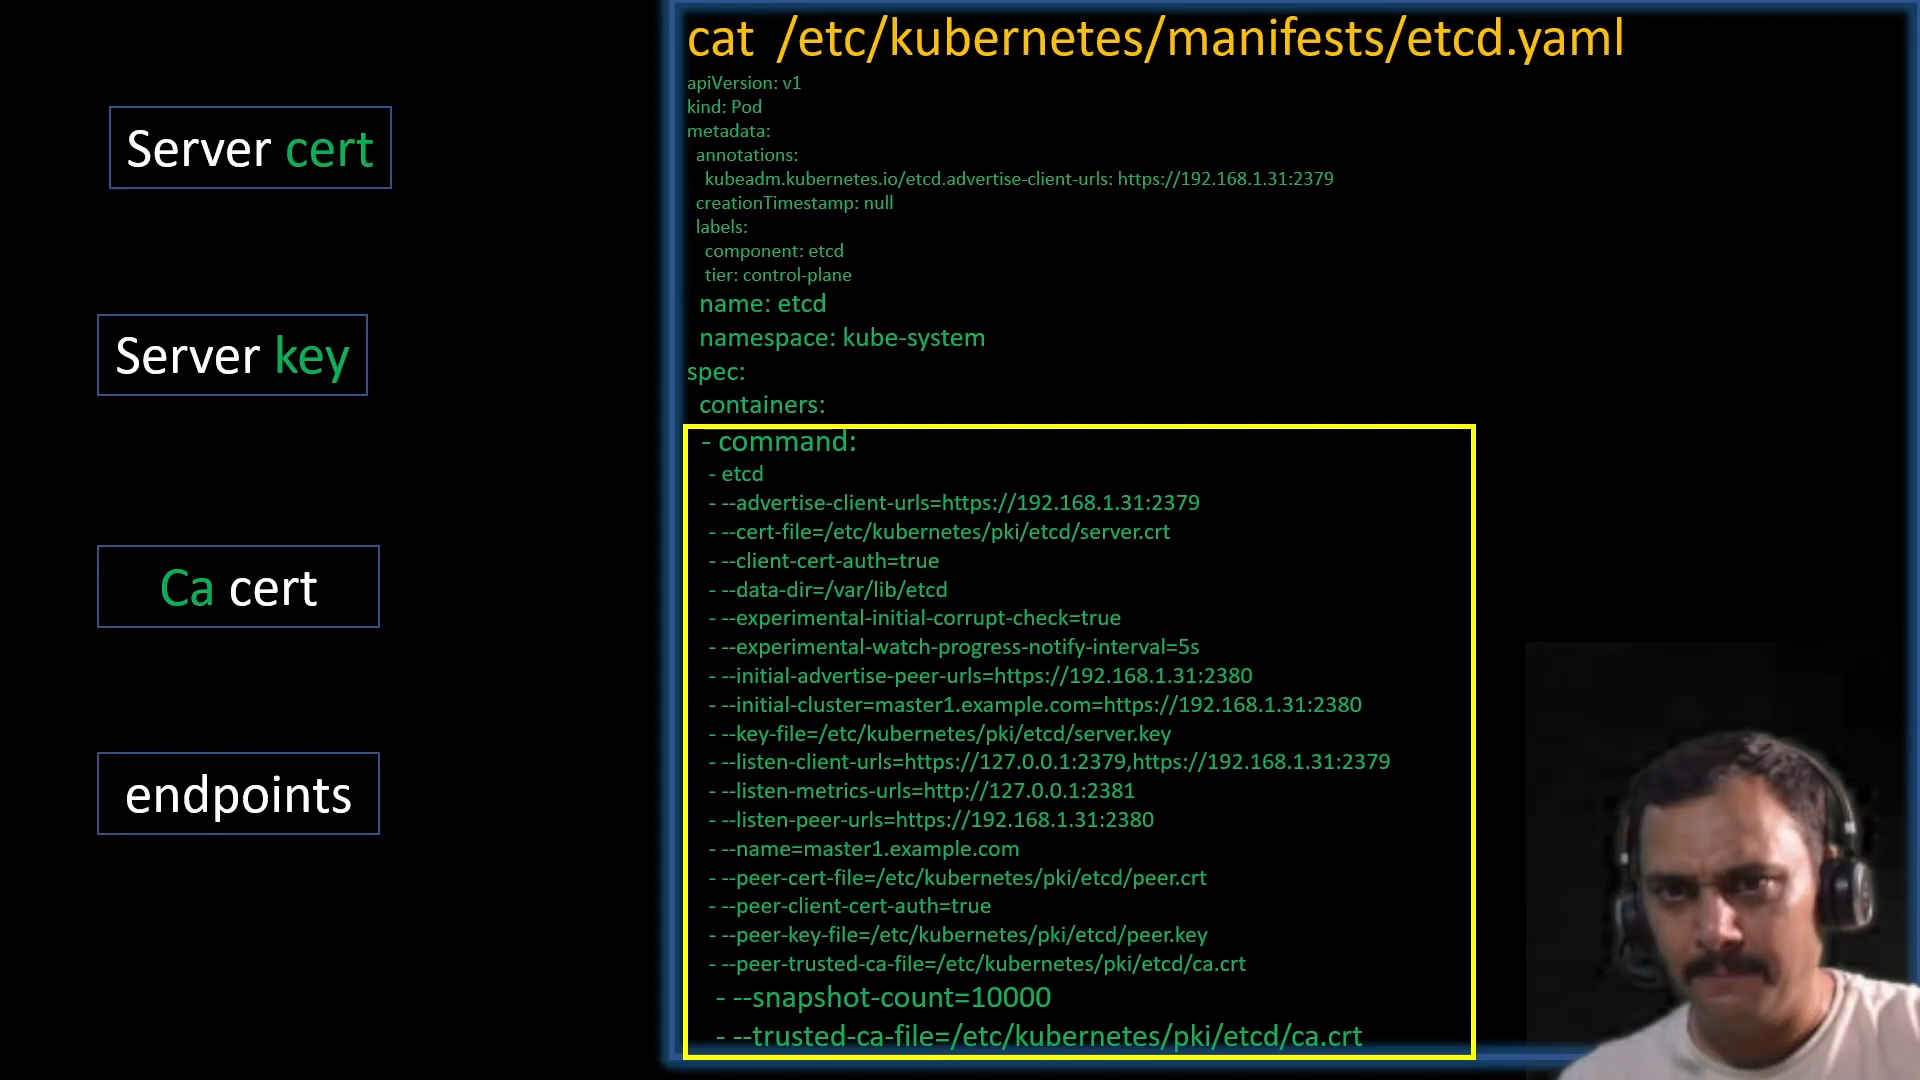 Server cert
Server key
Ca cert
endpoints
cat /etc/kubernetes/manifests/etcd.yaml
apiVersion: v1
kind: Pod
metadata:
annotations:
kubeadm.kubernetes.io/etcd.advertise-client-urls: https://192.168.1.31:2379
creationTimestamp: null
labels:
component: etcd
tier: control-plane
name: etcd
namespace: kube-system
spec:
containers:
- command:
- etcd
- --advertise-client-urls=https://192.168.1.31:2379
- --cert-file=/etc/kubernetes/pki/etcd/server.crt
- --client-cert-auth=true
- --data-dir=/var/lib/etcd
- --experimental-initial-corrupt-check=true
- --experimental-watch-progress-notify-interval=5s
- --initial-advertise-peer-urls=https://192.168.1.31:2380
- --initial-cluster=master1.example.com=https://192.168.1.31:2380
- --key-file=/etc/kubernetes/pki/etcd/server.key
- --listen-client-urls=https://127.0.0.1:2379,https://192.168.1.31:2379
- --listen-metrics-urls=http://127.0.0.1:2381
- --listen-peer-urls=https://192.168.1.31:2380
- --name=master1.example.com
- --peer-cert-file=/etc/kubernetes/pki/etcd/peer.crt
- --peer-client-cert-auth=true
- --peer-key-file=/etc/kubernetes/pki/etcd/peer.key
- --peer-trusted-ca-file=/etc/kubernetes/pki/etcd/ca.crt
- --snapshot-count=10000
- --trusted-ca-file=/etc/kubernetes/pki/etcd/ca.crt